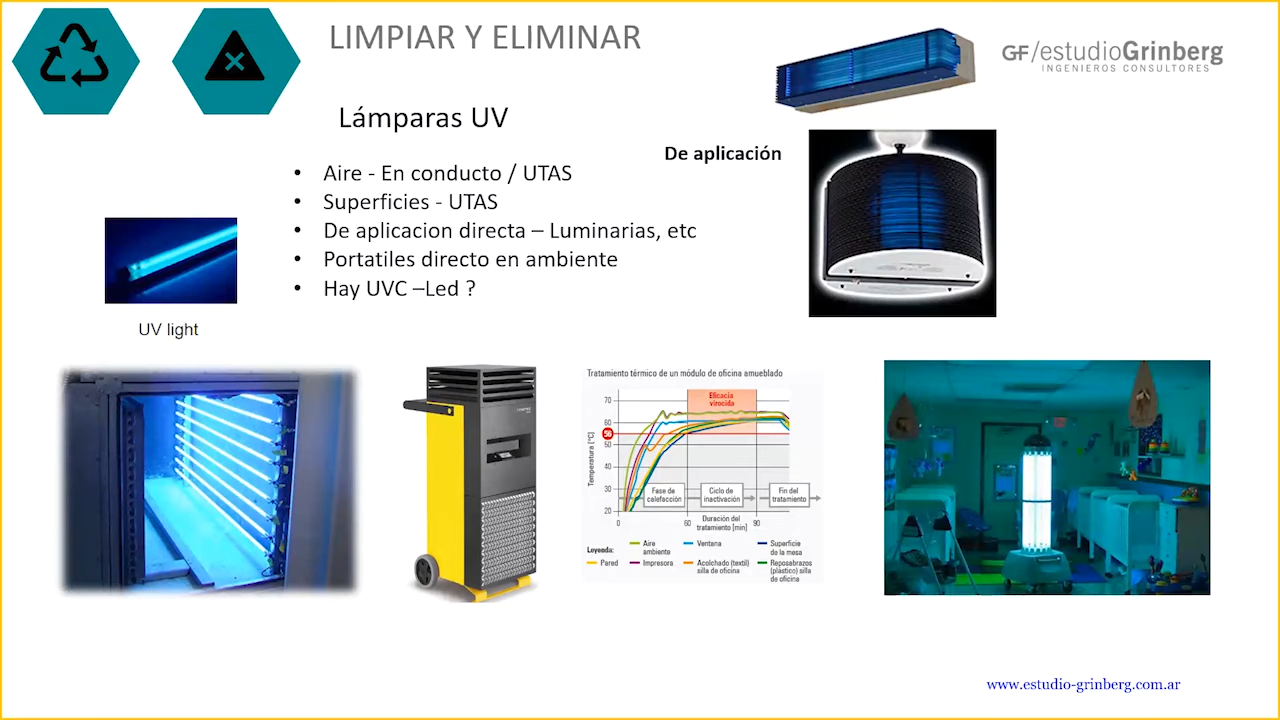 LIMPIAR Y ELIMINAR
GF/estudioGrinberg
INGENIEROS CONSULTORES
Lámparas UV
De aplicación
• Aire - En conducto / UTAS
• Superficies - UTAS
• De aplicacion directa – Luminarias, etc
• Portatiles directo en ambiente
• Hay UVC –Led ?
UV light
Tratamiento térmico de un módulo de oficina amueblado
Eficacia
virocida
Temperatura [°C]
70
60
56
50
40
30
20
Fase de
calefacción
Ciclo de
inactivación
Fin del
tratamiento
0
60
90
Duración del
tratamiento [min]
Leyenda:
Aire
ambiente
Ventana
Superficie
de la mesa
Pared
Impresora
Acolchado (textil)
silla de oficina
Reposabrazos
(plástico) silla
de oficina
www.estudio-grinberg.com.ar